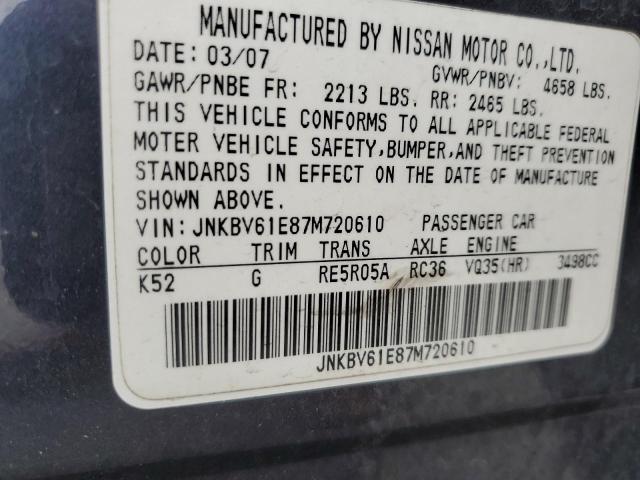 MANUFACTURED BY NISSAN MOTOR CO.,LTD.
DATE: 03/07 GVWR/PNBV: 4658 LBS.
GAWR/PNBE FR: 2213 LBS. RR: 2465 LBS.
THIS VEHICLE CONFORMS TO ALL APPLICABLE FEDERAL
MOTER VEHICLE SAFETY,BUMPER,AND THEFT PREVENTION
STANDARDS IN EFFECT ON THE DATE OF MANUFACTURE
SHOWN ABOVE.
VIN: JNKBV61E87M720610 PASSENGER CAR
COLOR TRIM TRANS AXLE ENGINE
K52 G RE5R05A RC36 VQ35(HR) 3498CC
JNKBV61E87M720610